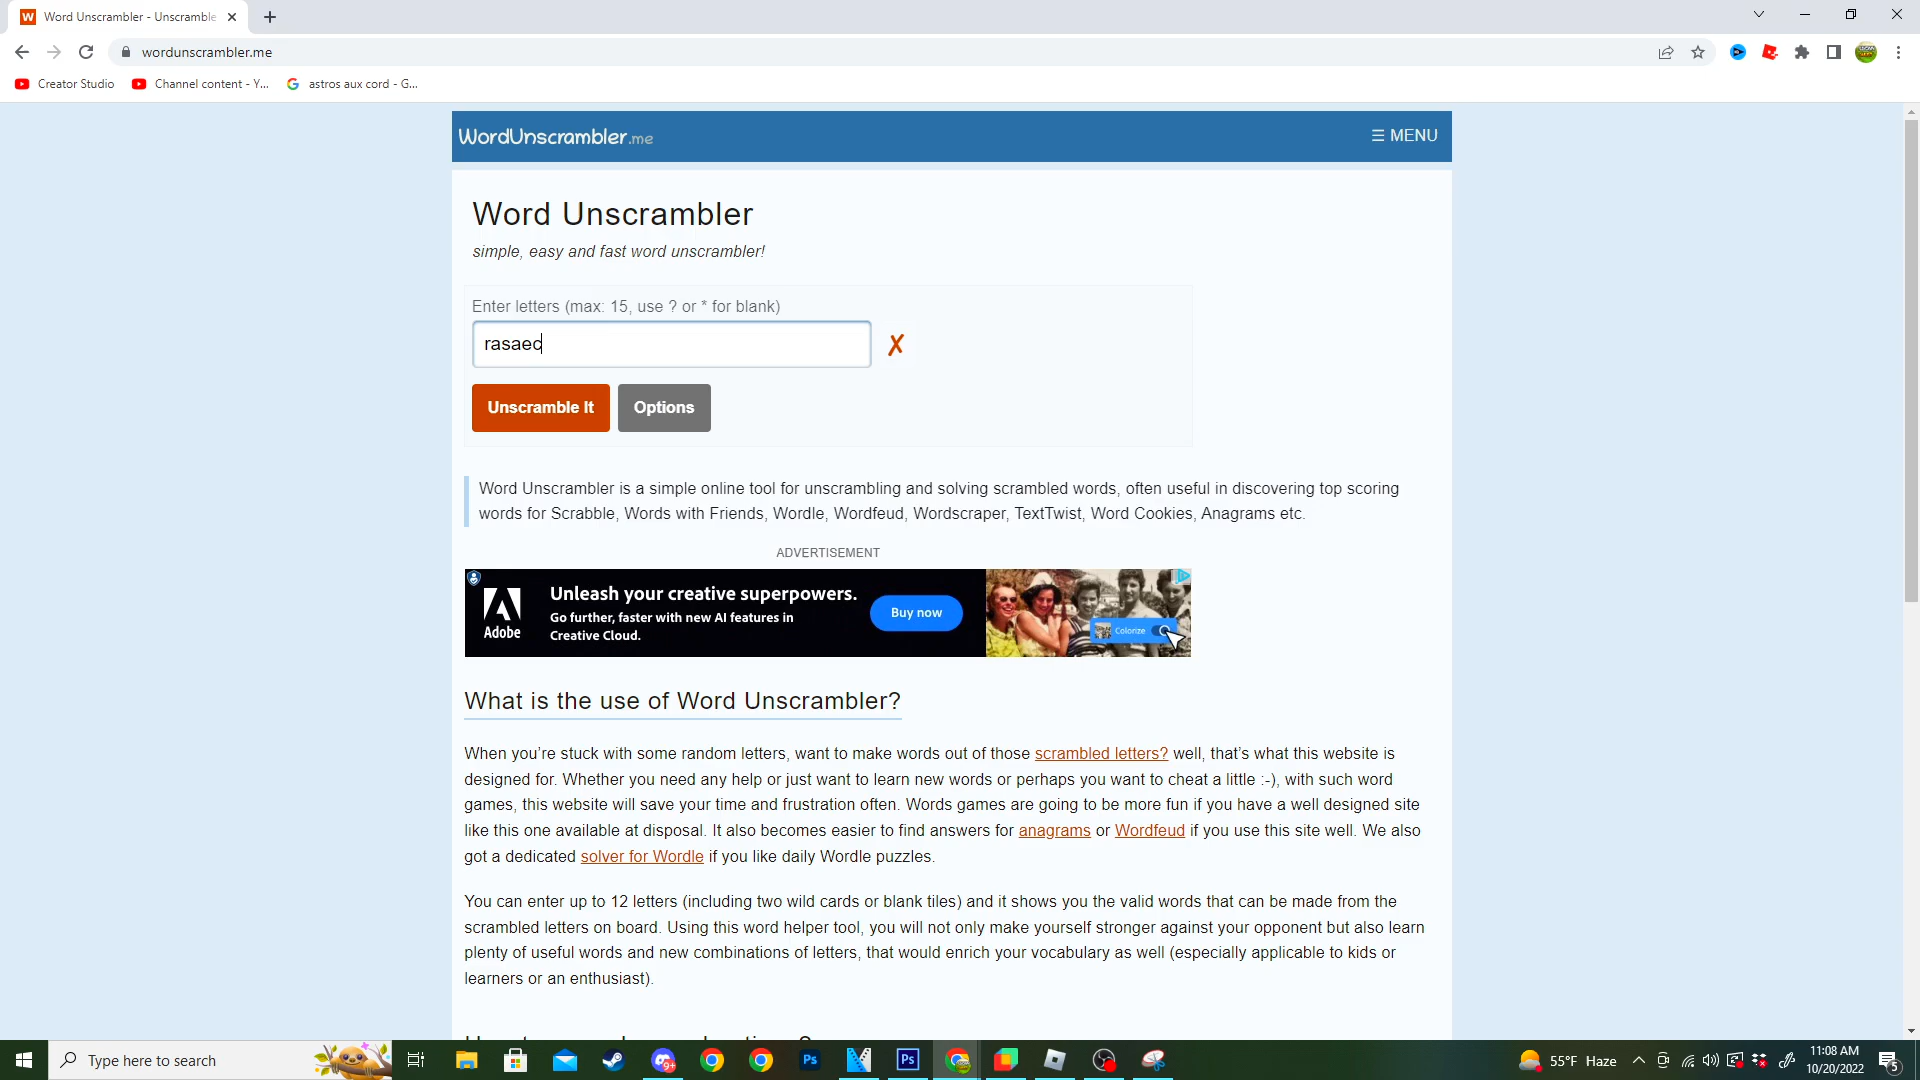 Word Unscrambler - Unscramble
wordunscrambler.me
Creator Studio
Channel content - Y...
astros aux cord - G...
WordUnscrambler.me
☰ MENU
Word Unscrambler
simple, easy and fast word unscrambler!
Enter letters (max: 15, use ? or * for blank)
rasaec
Unscramble It
Options
Word Unscrambler is a simple online tool for unscrambling and solving scrambled words, often useful in discovering top scoring
words for Scrabble, Words with Friends, Wordle, Wordfeud, Wordscraper, TextTwist, Word Cookies, Anagrams etc.
ADVERTISEMENT
Adobe
Unleash your creative superpowers.
Go further, faster with new AI features in
Creative Cloud.
Buy now
Colorize
What is the use of Word Unscrambler?
When you’re stuck with some random letters, want to make words out of those scrambled letters? well, that’s what this website is
designed for. Whether you need any help or just want to learn new words or perhaps you want to cheat a little :-), with such word
games, this website will save your time and frustration often. Words games are going to be more fun if you have a well designed site
like this one available at disposal. It also becomes easier to find answers for anagrams or Wordfeud if you use this site well. We also
got a dedicated solver for Wordle if you like daily Wordle puzzles.
You can enter up to 12 letters (including two wild cards or blank tiles) and it shows you the valid words that can be made from the
scrambled letters on board. Using this word helper tool, you will not only make yourself stronger against your opponent but also learn
plenty of useful words and new combinations of letters, that would enrich your vocabulary as well (especially applicable to kids or
learners or an enthusiast).
Type here to search
9+
Ps
Ps
55°F Haze
11:08 AM
10/20/2022
5